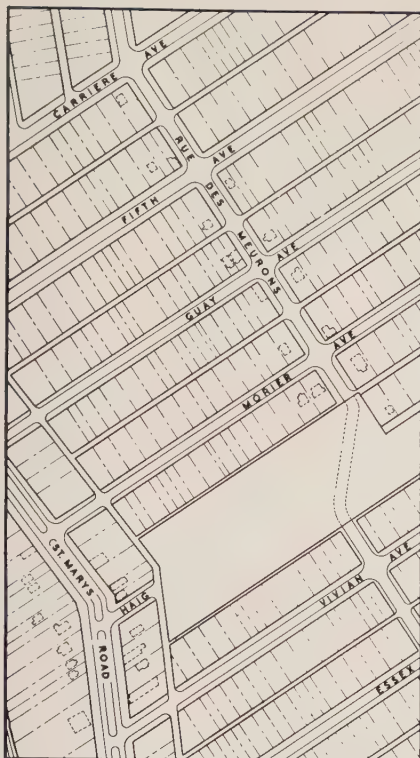 CARRIERE AVE
RUE DES MEURONS
FIFTH AVE
GUAY AVE
MORIER AVE
ST. MARYS ROAD
HAIG
VIVIAN AVE
ESSEX